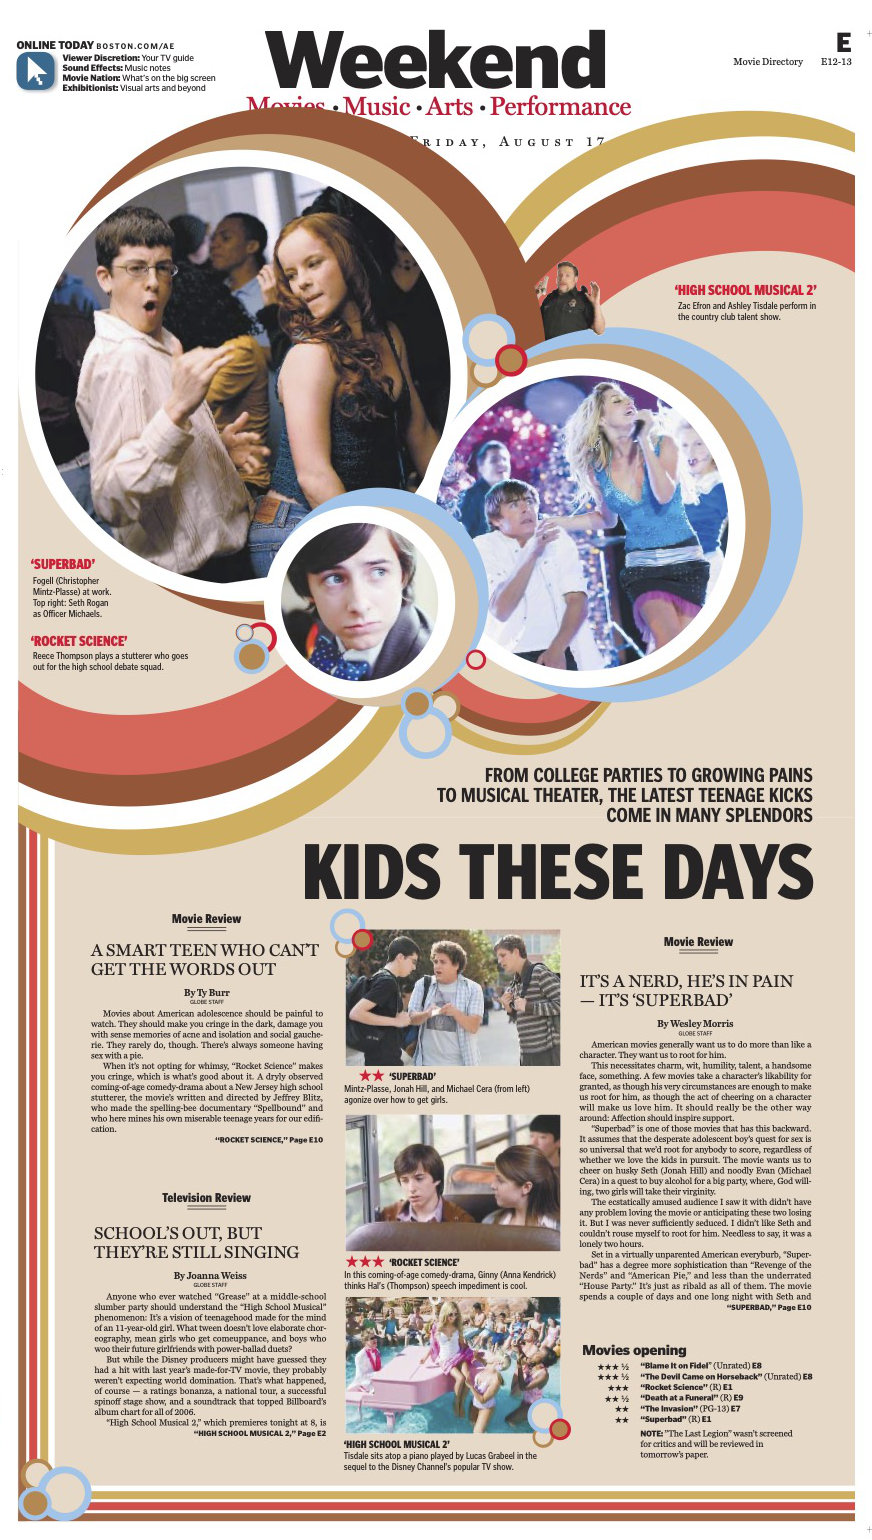 ONLINE TODAY BOSTON.COM/AE
Viewer Discretion: Your TV guide
Sound Effects: Music notes
Movie Nation: What's on the big screen
Exhibitionist: Visual arts and beyond
Weekend
Movies • Music • Arts • Performance
FRIDAY, AUGUST 17
E
Movie Directory E12-13
'HIGH SCHOOL MUSICAL 2'
Zac Efron and Ashley Tisdale perform in
the country club talent show.
'SUPERBAD'
Fogell (Christopher
Mintz-Plasse) at work.
Top right: Seth Rogan
as Officer Michaels.
'ROCKET SCIENCE'
Reece Thompson plays a stutterer who goes
out for the high school debate squad.
FROM COLLEGE PARTIES TO GROWING PAINS
TO MUSICAL THEATER, THE LATEST TEENAGE KICKS
COME IN MANY SPLENDORS
KIDS THESE DAYS
Movie Review
A SMART TEEN WHO CAN'T
GET THE WORDS OUT
By Ty Burr
GLOBE STAFF
Movies about American adolescence should be painful to
watch. They should make you cringe in the dark, damage you
with sense memories of acne and isolation and social gauche-
rie. They rarely do, though. There's always someone having
sex with a pie.
When it's not opting for whimsy, "Rocket Science" makes
you cringe, which is what's good about it. A dryly observed
coming-of-age comedy-drama about a New Jersey high school
stutterer, the movie's written and directed by Jeffrey Blitz,
who made the spelling-bee documentary "Spellbound" and
who here mines his own miserable teenage years for our edifi-
cation.
"ROCKET SCIENCE," Page E10
Television Review
SCHOOL'S OUT, BUT
THEY'RE STILL SINGING
By Joanna Weiss
GLOBE STAFF
Anyone who ever watched "Grease" at a middle-school
slumber party should understand the "High School Musical"
phenomenon: It's a vision of teenagerhood made for the mind
of an 11-year-old girl. What tween doesn't love elaborate chor-
eography, mean girls who get comeuppance, and boys who
woo their future girlfriends with power-ballad duets?
But while the Disney producers might have guessed they
had a hit with last year's made-for-TV movie, they probably
weren't expecting world domination. That's what happened,
of course — a ratings bonanza, a national tour, a successful
spinoff stage show, and a soundtrack that topped Billboard's
album chart for all of 2006.
"High School Musical 2," which premieres tonight at 8, is
"HIGH SCHOOL MUSICAL 2," Page E2
★★ 'SUPERBAD'
Mintz-Plasse, Jonah Hill, and Michael Cera (from left)
agonize over how to get girls.
★★★ 'ROCKET SCIENCE'
In this coming-of-age comedy-drama, Ginny (Anna Kendrick)
thinks Hal's (Thompson) speech impediment is cool.
'HIGH SCHOOL MUSICAL 2'
Tisdale sits atop a piano played by Lucas Grabeel in the
sequel to the Disney Channel's popular TV show.
Movie Review
IT'S A NERD, HE'S IN PAIN
— IT'S 'SUPERBAD'
By Wesley Morris
GLOBE STAFF
American movies generally want us to do more than like a
character. They want us to root for him.
This necessitates charm, wit, humility, talent, a handsome
face, something. A few movies take a character's likability for
granted, as though his very circumstances are enough to make
us root for him, as though the act of cheering on a character
will make us love him. It should really be the other way
around: Affection should inspire support.
"Superbad" is one of those movies that has this backward.
It assumes that the desperate adolescent boy's quest for sex is
so universal that we'd root for anybody to score, regardless of
whether we love the kids in pursuit. The movie wants us to
cheer on husky Seth (Jonah Hill) and noodly Evan (Michael
Cera) in a quest to buy alcohol for a big party, where, God will-
ing, two girls will take their virginity.
The ecstatically amused audience I saw it with didn't have
any problem loving the movie or anticipating these two losing
it. But I was never sufficiently seduced. I didn't like Seth and
couldn't rouse myself to root for him. Needless to say, it was a
lonely two hours.
Set in a virtually unparented American everyburb, "Super-
bad" has a degree more sophistication than "Revenge of the
Nerds" and "American Pie," and less than the underrated
"House Party." It's just as ribald as all of them. The movie
spends a couple of days and one long night with Seth and
"SUPERBAD," Page E10
Movies opening
★★★ ½ "Blame It on Fidel" (Unrated) E8
★★★ ½ "The Devil Came on Horseback" (Unrated) E8
★★★ "Rocket Science" (R) E1
★★ ½ "Death at a Funeral" (R) E9
★★ "The Invasion" (PG-13) E7
★★ "Superbad" (R) E1
NOTE: "The Last Legion" wasn't screened
for critics and will be reviewed in
tomorrow's paper.